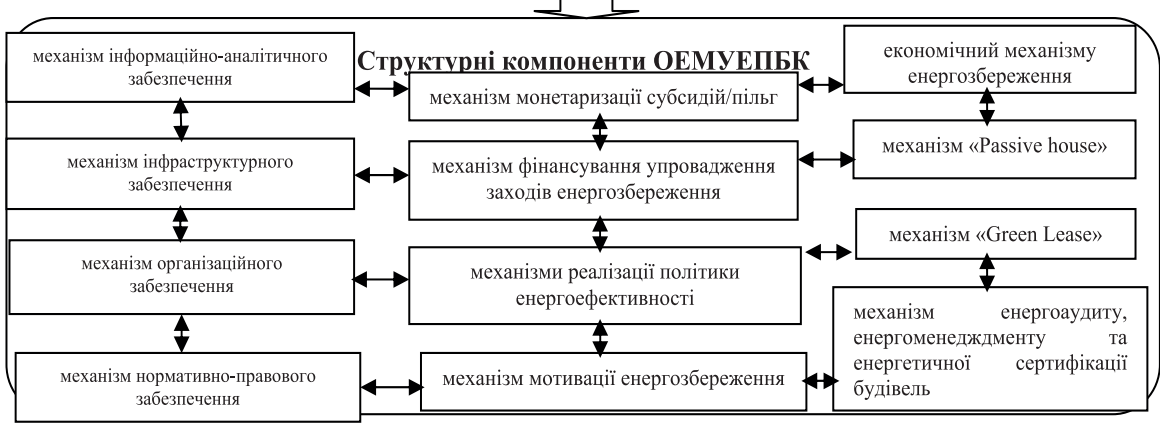 Структурні компоненти ОЕМУЕПБК
механізм інформаційно-аналітичного
забезпечення
механізм інфраструктурного
забезпечення
механізм організаційного
забезпечення
механізм нормативно-правового
забезпечення
механізм монетаризації субсидій/пільг
механізм фінансування упровадження
заходів енергозбереження
механізми реалізації політики
енергоефективності
механізм мотивації енергозбереження
економічний механізму
енергозбереження
механізм «Passive house»
механізм «Green Lease»
механізм енергоаудиту,
енергоменеджджменту та
енергетичної сертифікації
будівель